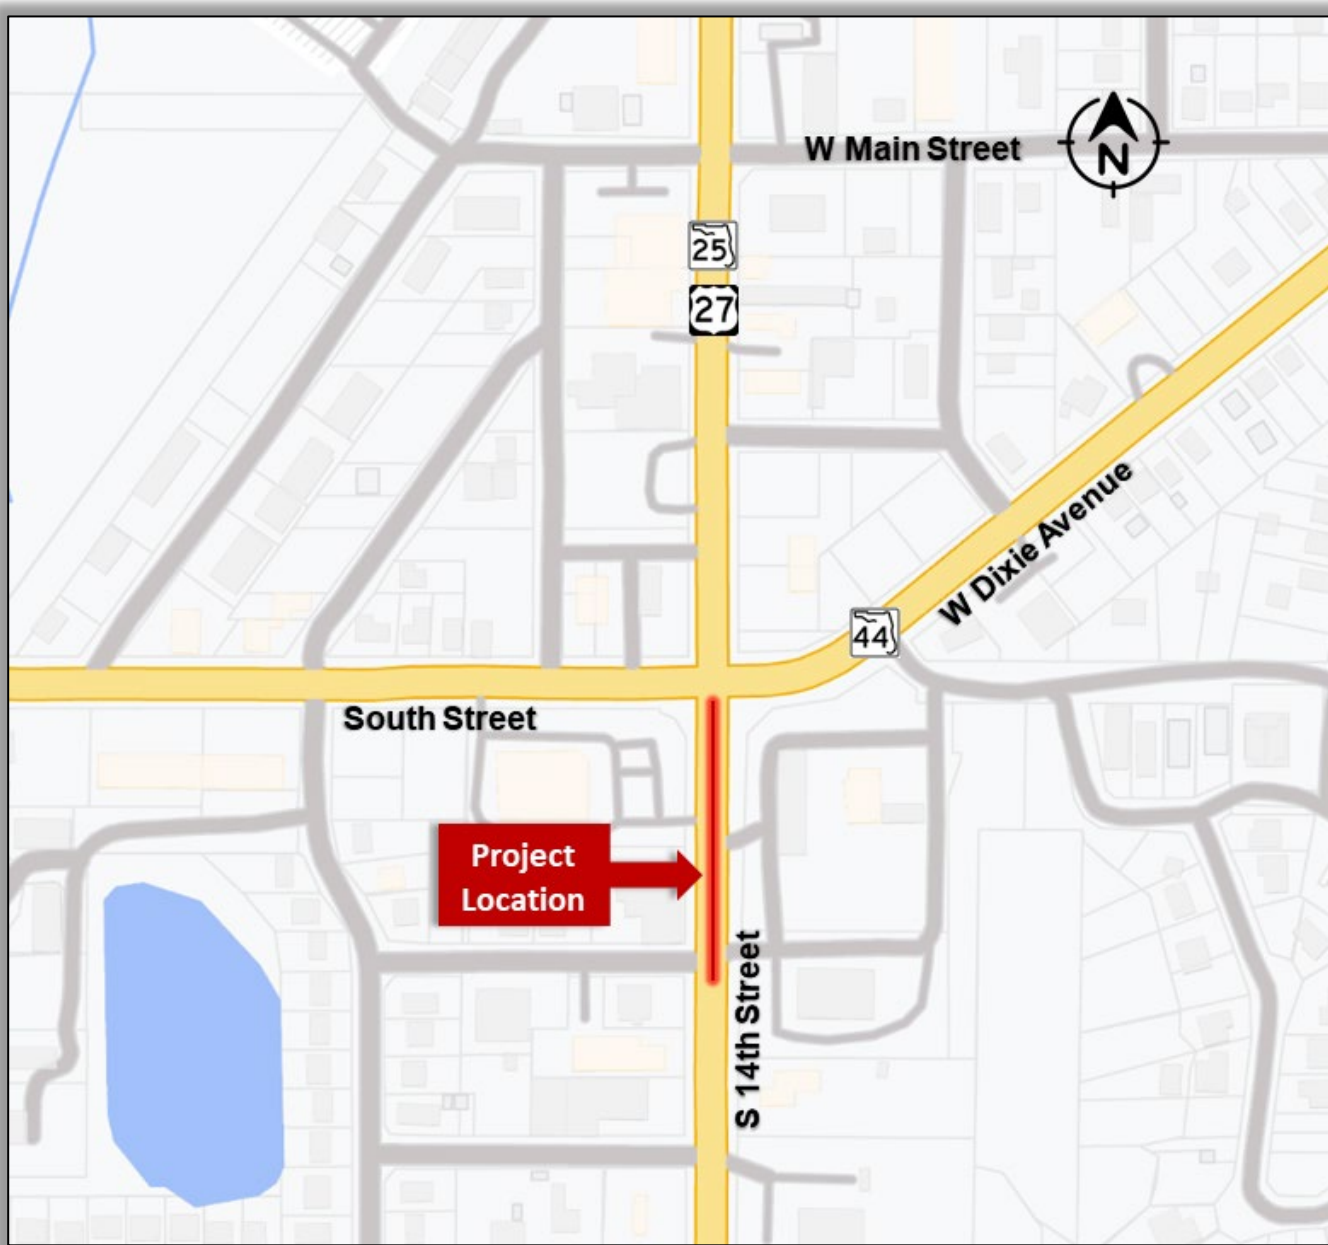 W Main Street
N
25
27
W Dixie Avenue
44
South Street
Project
Location
S 14th Street